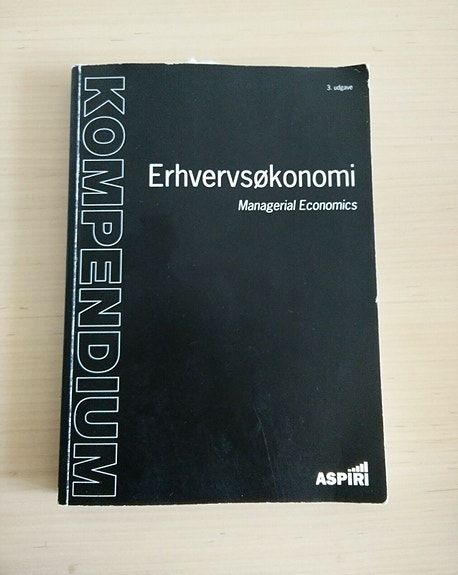 3. udgave
KOMPENDIUM
Erhvervsøkonomi
Managerial Economics
ASPIRI